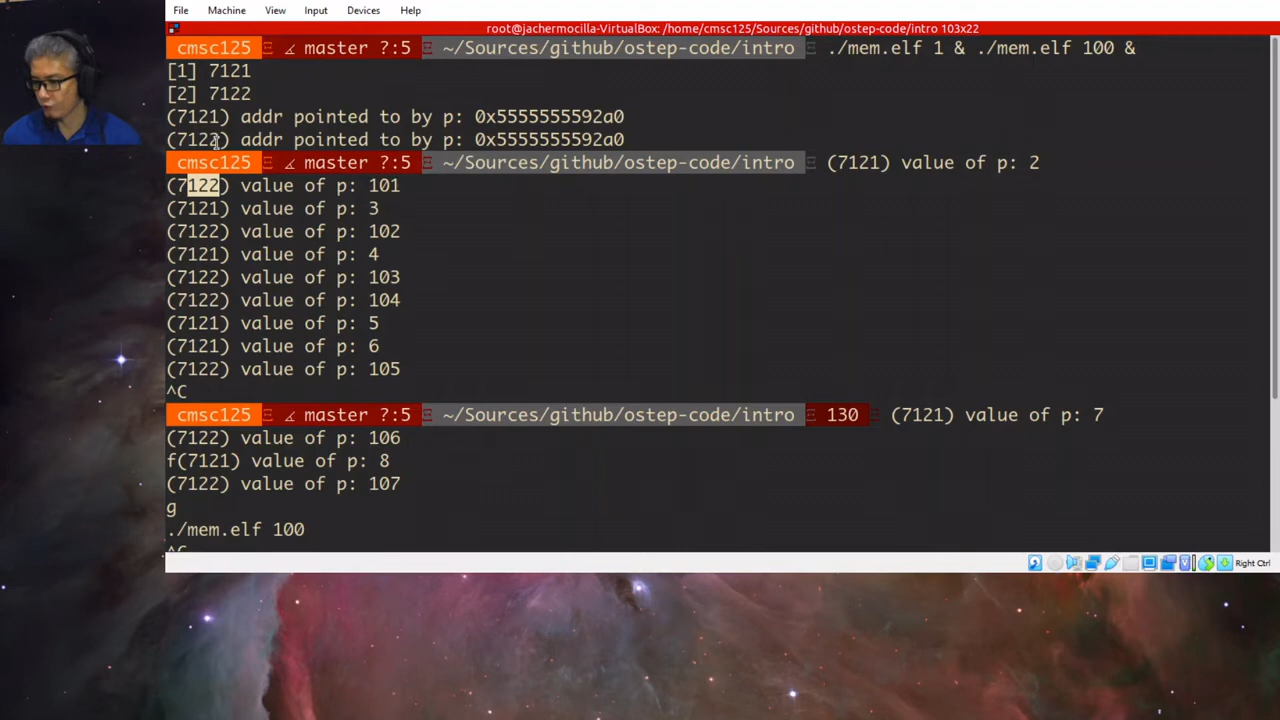 File Machine View Input Devices Help
root@jachermocilla-VirtualBox: /home/cmsc125/Sources/github/ostep-code/intro 103x22
cmsc125 master ?:5 ~/Sources/github/ostep-code/intro ./mem.elf 1 & ./mem.elf 100 &
[1] 7121
[2] 7122
(7121) addr pointed to by p: 0x5555555592a0
(7122) addr pointed to by p: 0x5555555592a0
cmsc125 master ?:5 ~/Sources/github/ostep-code/intro (7121) value of p: 2
(7122) value of p: 101
(7121) value of p: 3
(7122) value of p: 102
(7121) value of p: 4
(7122) value of p: 103
(7122) value of p: 104
(7121) value of p: 5
(7121) value of p: 6
(7122) value of p: 105
^C
cmsc125 master ?:5 ~/Sources/github/ostep-code/intro 130 (7121) value of p: 7
(7122) value of p: 106
f(7121) value of p: 8
(7122) value of p: 107
g
./mem.elf 100
^C
Right Ctrl